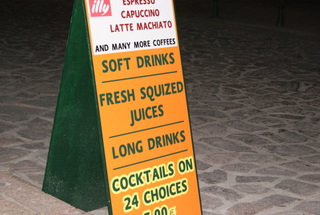 illy
ESPRESSO
CAPUCCINO
LATTE MACHIATO
AND MANY MORE COFFEES
SOFT DRINKS
FRESH SQUIZED
JUICES
LONG DRINKS
COCKTAILS ON
24 CHOICES